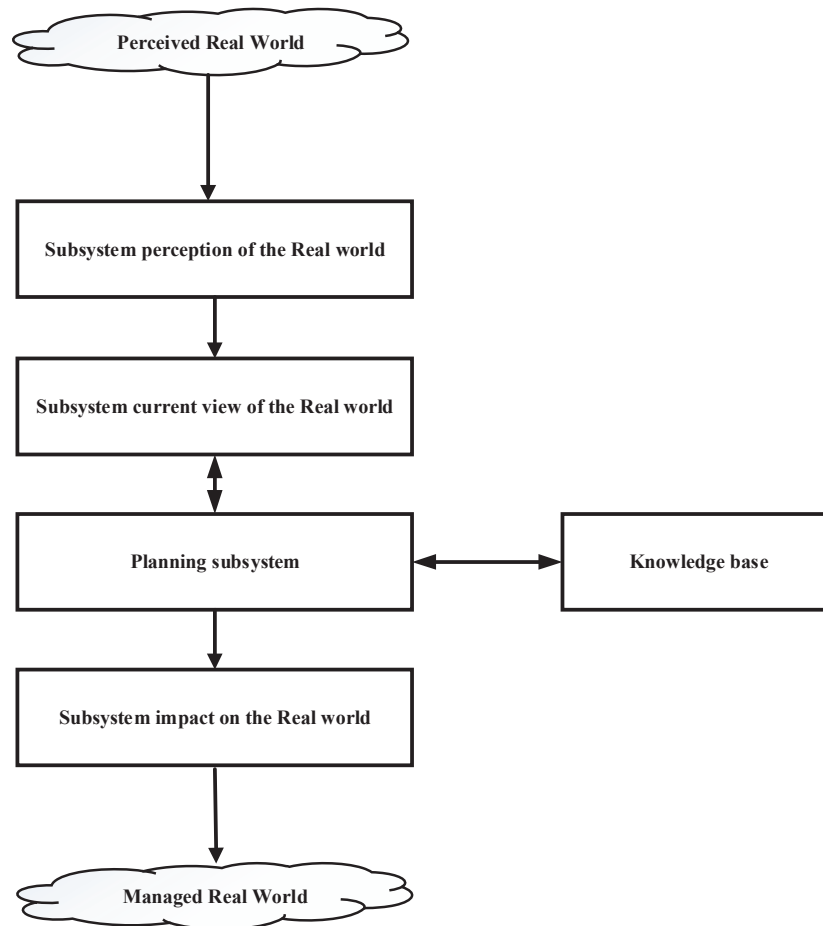 Perceived Real World
Subsystem perception of the Real world
Subsystem current view of the Real world
Planning subsystem
Knowledge base
Subsystem impact on the Real world
Managed Real World